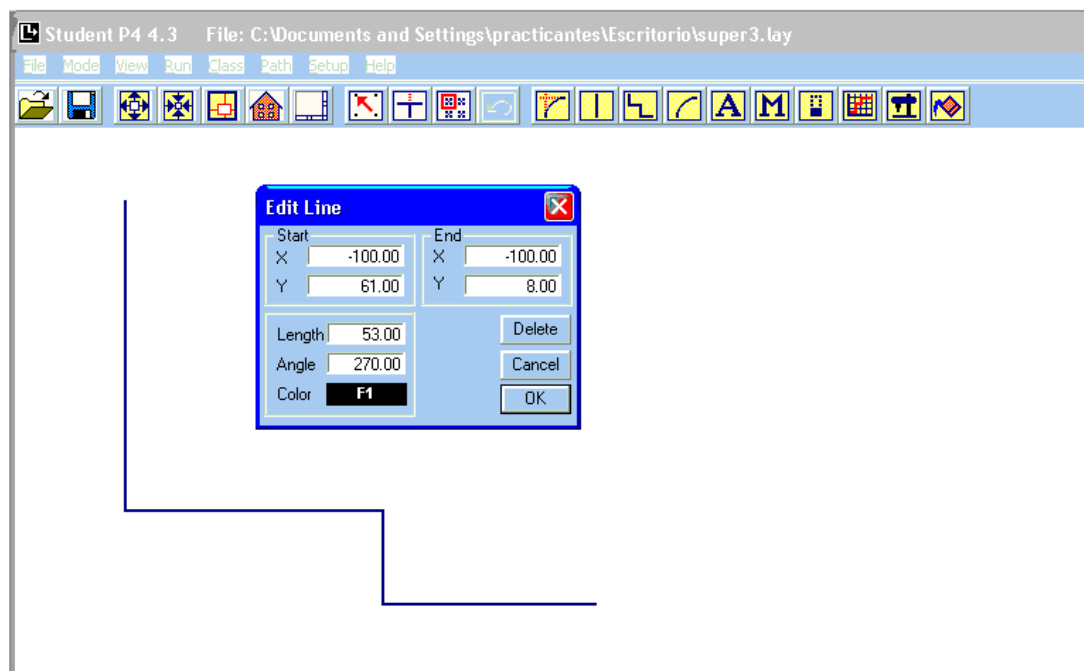 Student P4 4.3 File: C:\Documents and Settings\practicantes\Escritorio\super3.lay
File Mode View Run Class Path Setup Help
A M
Edit Line
Start End
X -100.00 X -100.00
Y 61.00 Y 8.00
Length 53.00 Delete
Angle 270.00 Cancel
Color F1 OK